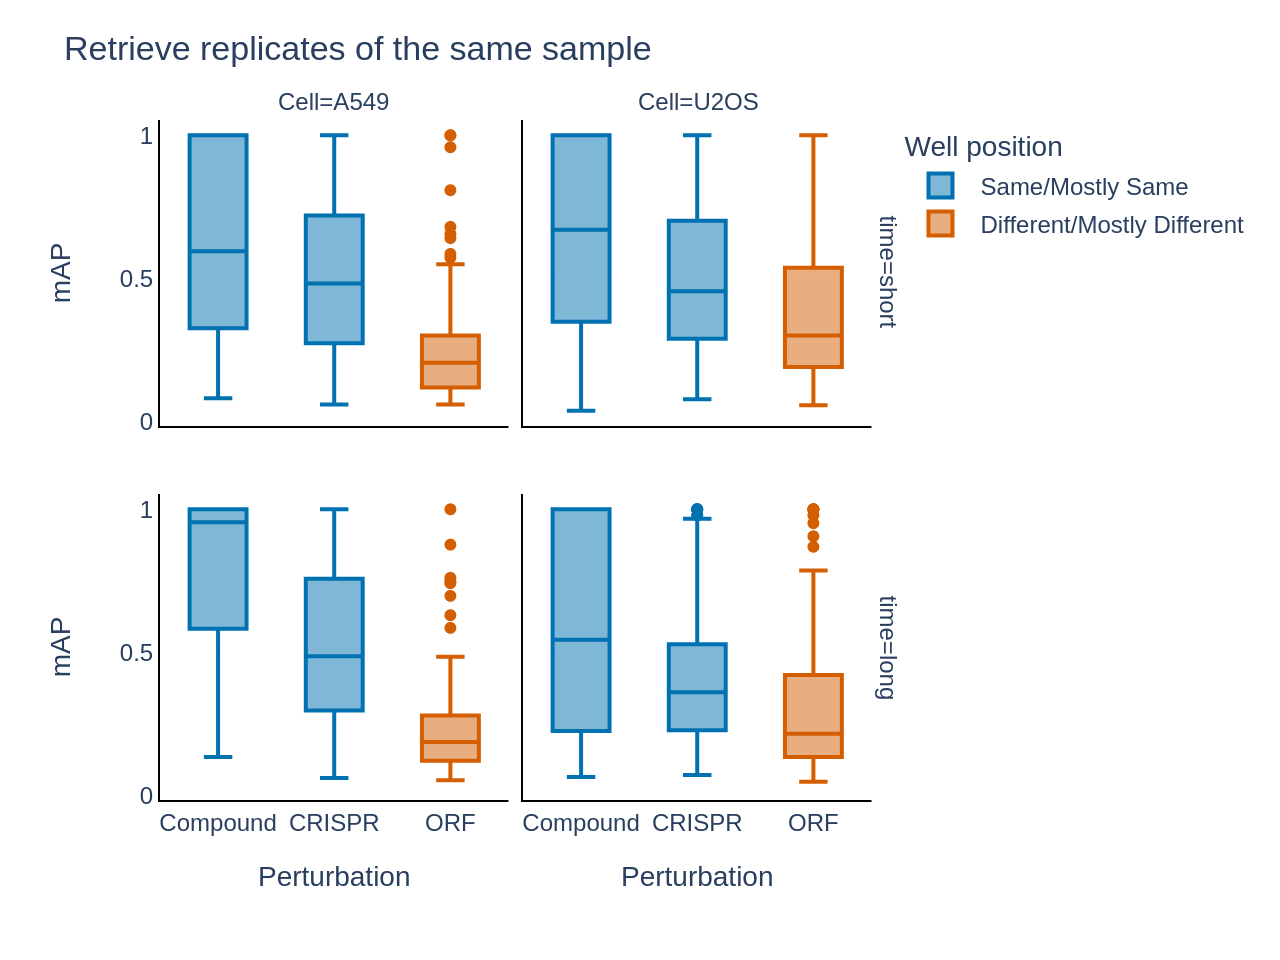 Retrieve replicates of the same sample
Cell=A549
Cell=U2OS
Well position
Same/Mostly Same
Different/Mostly Different
mAP
1
0.5
0
time=short
mAP
1
0.5
0
time=long
Compound CRISPR ORF
Compound CRISPR ORF
Perturbation
Perturbation